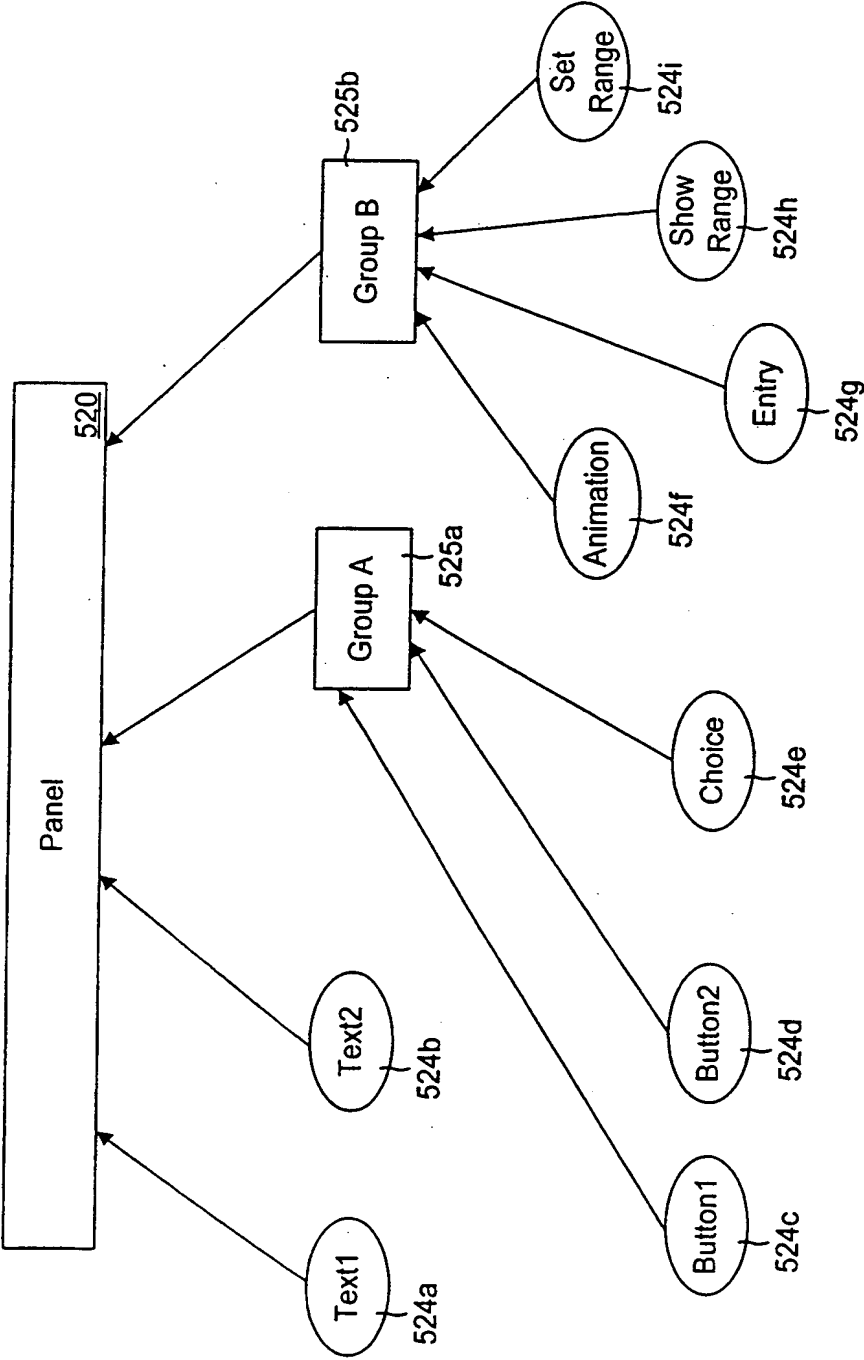 Panel
520
Text1
524a
Text2
524b
Group A
525a
Group B
525b
Button1
524c
Button2
524d
Choice
524e
Animation
524f
Entry
524g
Show
Range
524h
Set
Range
524i